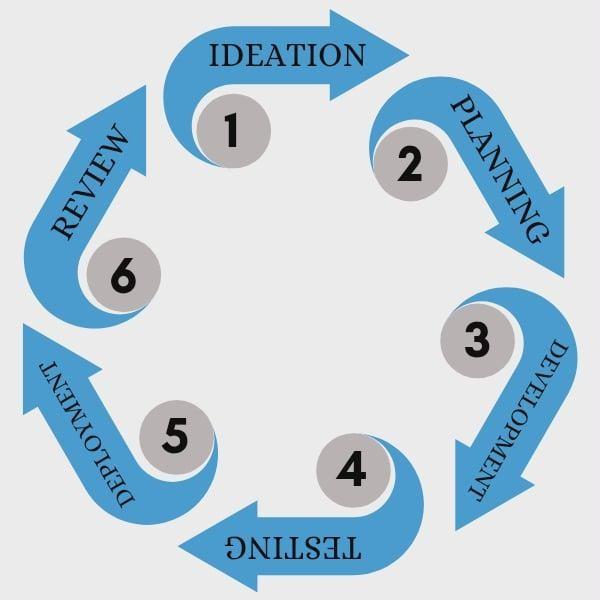 IDEATION
1
PLANNING
2
DEVELOPMENT
3
TESTING
4
DEPLOYMENT
5
REVIEW
6